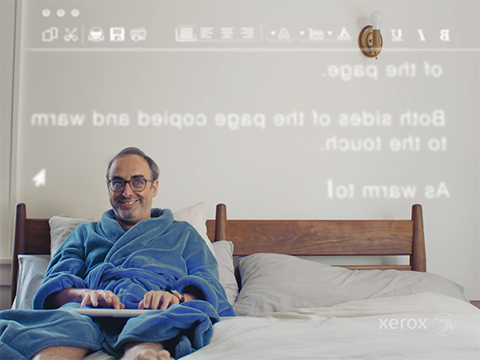 of the page.
Both sides of the page copied and warm
to the touch.
As warm to
B I U A
xerox